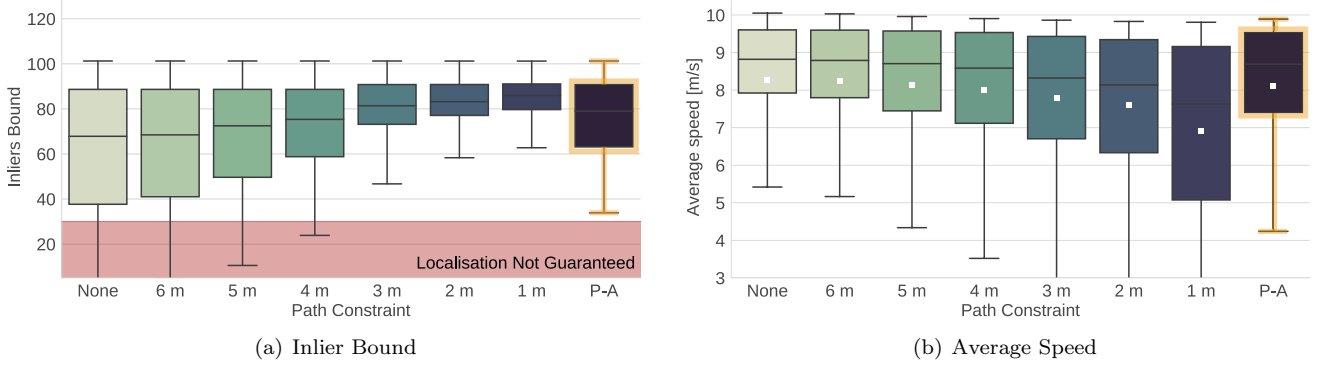 120
100
80
60
40
20
Inliers Bound
Localisation Not Guaranteed
None 6 m 5 m 4 m 3 m 2 m 1 m P-A
Path Constraint
(a) Inlier Bound
10
9
8
7
6
5
4
3
Average speed [m/s]
None 6 m 5 m 4 m 3 m 2 m 1 m P-A
Path Constraint
(b) Average Speed